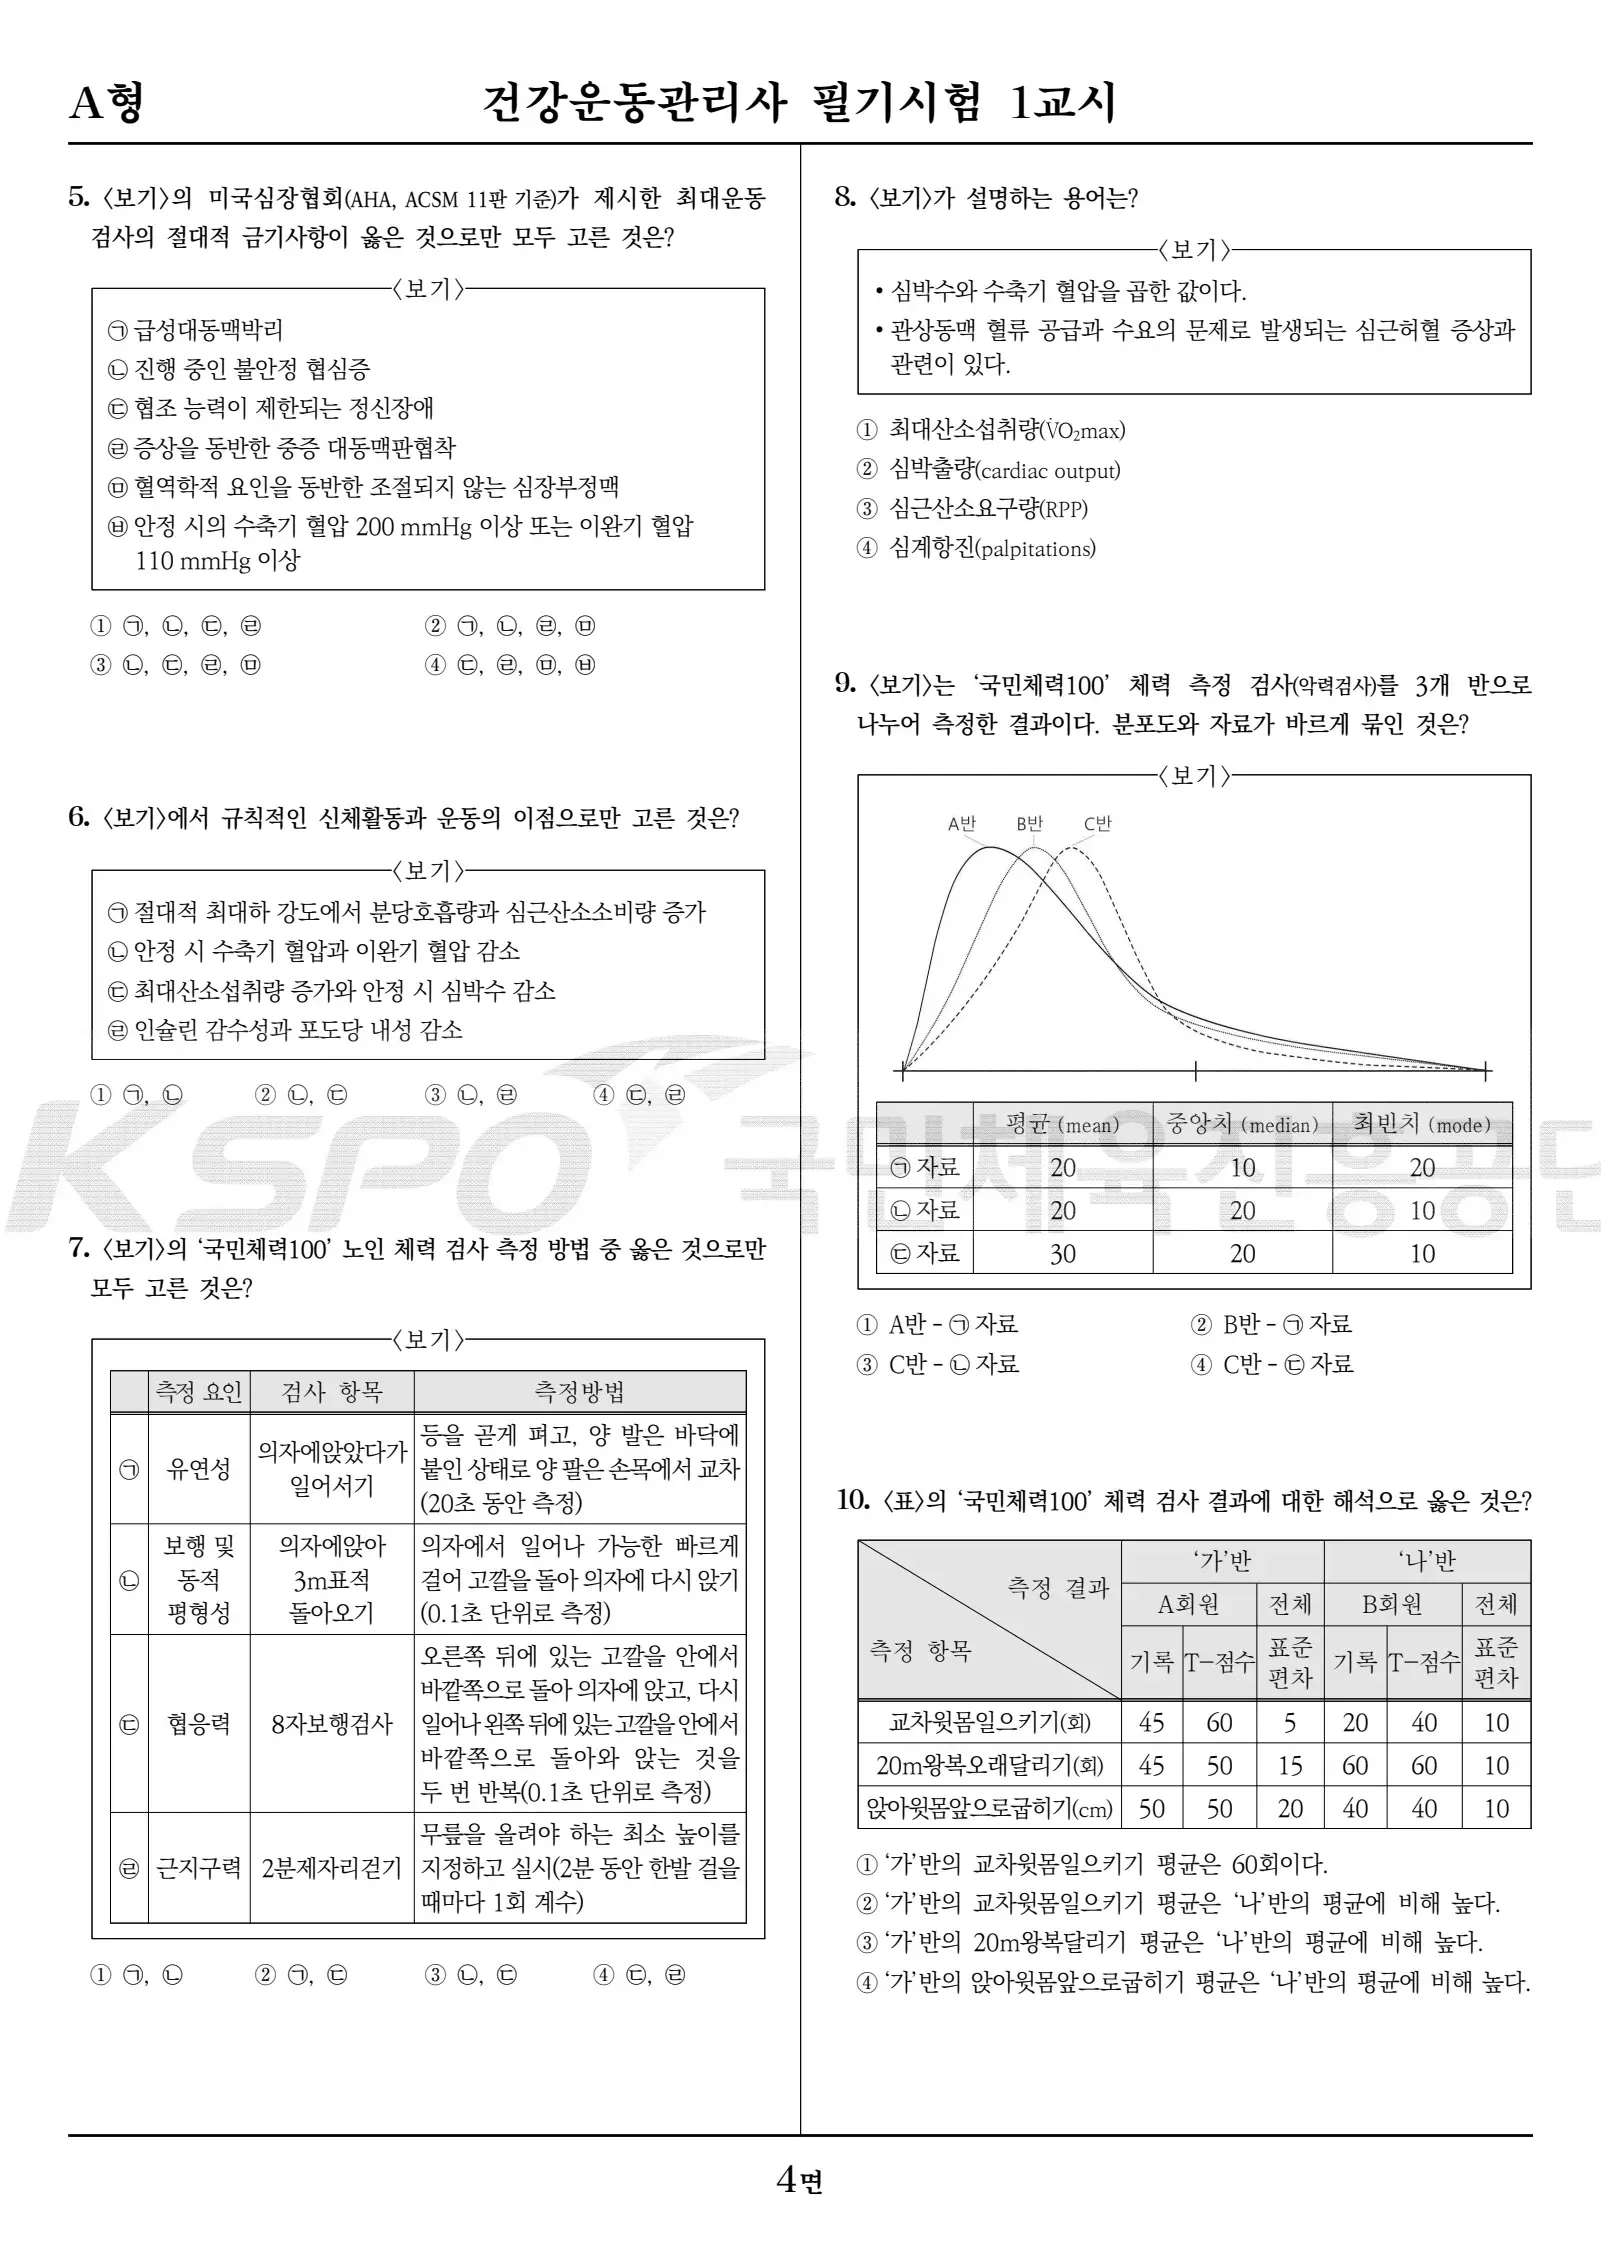 A형
건강운동관리사 필기시험 1교시
5. 〈보기〉의 미국심장협회(AHA, ACSM 11판 기준)가 제시한 최대운동
검사의 절대적 금기사항이 옳은 것으로만 모두 고른 것은?
〈보기〉
㉠ 급성대동맥박리
㉡ 진행 중인 불안정 협심증
㉢ 협조 능력이 제한되는 정신장애
㉣ 증상을 동반한 중증 대동맥판협착
㉤ 혈역학적 요인을 동반한 조절되지 않는 심장부정맥
㉥ 안정 시의 수축기 혈압 200 mmHg 이상 또는 이완기 혈압
110 mmHg 이상
① ㉠, ㉡, ㉢, ㉣ ② ㉠, ㉡, ㉣, ㉤
③ ㉡, ㉢, ㉣, ㉤ ④ ㉢, ㉣, ㉤, ㉥
6. 〈보기〉에서 규칙적인 신체활동과 운동의 이점으로만 고른 것은?
〈보기〉
㉠ 절대적 최대하 강도에서 분당호흡량과 심근산소소비량 증가
㉡ 안정 시 수축기 혈압과 이완기 혈압 감소
㉢ 최대산소섭취량 증가와 안정 시 심박수 감소
㉣ 인슐린 감수성과 포도당 내성 감소
① ㉠, ㉡ ② ㉡, ㉢ ③ ㉡, ㉣ ④ ㉢, ㉣
7. 〈보기〉의 ‘국민체력100’ 노인 체력 검사 측정 방법 중 옳은 것으로만
모두 고른 것은?
〈보기〉
측정 요인 검사 항목 측정방법
㉠ 유연성 의자에앉았다가
일어서기
등을 곧게 펴고, 양 발은 바닥에
붙인 상태로 양 팔은 손목에서 교차
(20초 동안 측정)
㉡ 보행 및
동적
평형성
의자에앉아
3m표적
돌아오기
의자에서 일어나 가능한 빠르게
걸어 고깔을 돌아 의자에 다시 앉기
(0.1초 단위로 측정)
㉢ 협응력 8자보행검사
오른쪽 뒤에 있는 고깔을 안에서
바깥쪽으로 돌아 의자에 앉고, 다시
일어나 왼쪽 뒤에 있는 고깔을 안에서
바깥쪽으로 돌아와 앉는 것을
두 번 반복(0.1초 단위로 측정)
㉣ 근지구력 2분제자리걷기
무릎을 올려야 하는 최소 높이를
지정하고 실시(2분 동안 한발 걸을
때마다 1회 계수)
① ㉠, ㉡ ② ㉠, ㉢ ③ ㉡, ㉢ ④ ㉢, ㉣
8. 〈보기〉가 설명하는 용어는?
〈보기〉
• 심박수와 수축기 혈압을 곱한 값이다.
• 관상동맥 혈류 공급과 수요의 문제로 발생되는 심근허혈 증상과
관련이 있다.
① 최대산소섭취량(V̇O₂max)
② 심박출량(cardiac output)
③ 심근산소요구량(RPP)
④ 심계항진(palpitations)
9. 〈보기〉는 ‘국민체력100’ 체력 측정 검사(악력검사)를 3개 반으로
나누어 측정한 결과이다. 분포도와 자료가 바르게 묶인 것은?
〈보기〉
A반 B반 C반
평균 (mean) 중앙치 (median) 최빈치 (mode)
㉠ 자료 20 10 20
㉡ 자료 20 20 10
㉢ 자료 30 20 10
① A반 - ㉠ 자료 ② B반 - ㉠ 자료
③ C반 - ㉡ 자료 ④ C반 - ㉢ 자료
10. 〈표〉의 ‘국민체력100’ 체력 검사 결과에 대한 해석으로 옳은 것은?
측정 결과
측정 항목
‘가’반 ‘나’반
A회원 전체 B회원 전체
기록 T-점수 표준
편차 기록 T-점수 표준
편차
교차윗몸일으키기(회) 45 60 5 20 40 10
20m왕복오래달리기(회) 45 50 15 60 60 10
앉아윗몸앞으로굽히기(cm) 50 50 20 40 40 10
① ‘가’반의 교차윗몸일으키기 평균은 60회이다.
② ‘가’반의 교차윗몸일으키기 평균은 ‘나’반의 평균에 비해 높다.
③ ‘가’반의 20m왕복달리기 평균은 ‘나’반의 평균에 비해 높다.
④ ‘가’반의 앉아윗몸앞으로굽히기 평균은 ‘나’반의 평균에 비해 높다.
KSPO 국민체육진흥공단
4면